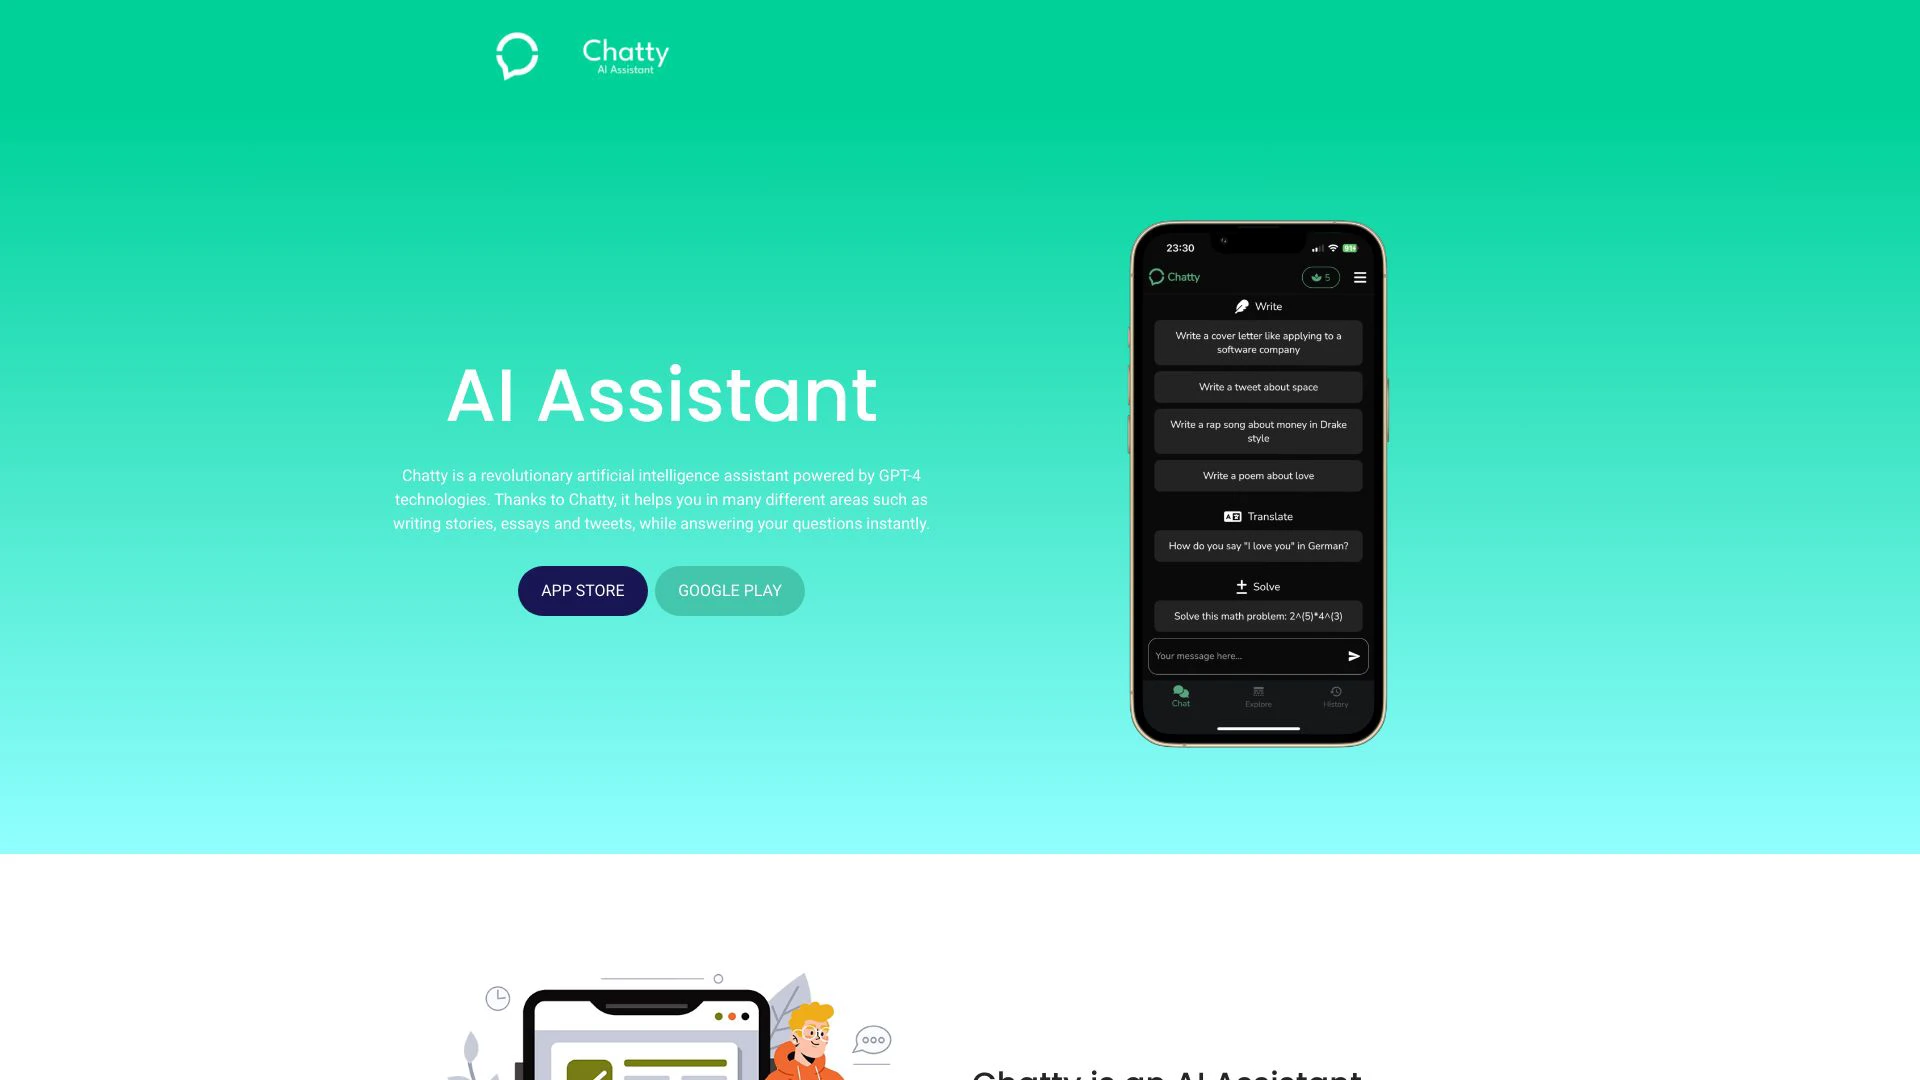 Chatty
AI Assistant
AI Assistant
Chatty is a revolutionary artificial intelligence assistant powered by GPT-4
technologies. Thanks to Chatty, it helps you in many different areas such as
writing stories, essays and tweets, while answering your questions instantly.
APP STORE
GOOGLE PLAY
23:30
91+
Chatty
5
Write
Write a cover letter like applying to a
software company
Write a tweet about space
Write a rap song about money in Drake
style
Write a poem about love
Translate
How do you say "I love you" in German?
Solve
Solve this math problem: 2^(5)*4^(3)
Your message here...
Chat
Explore
History
Chatty is an AI Assistant